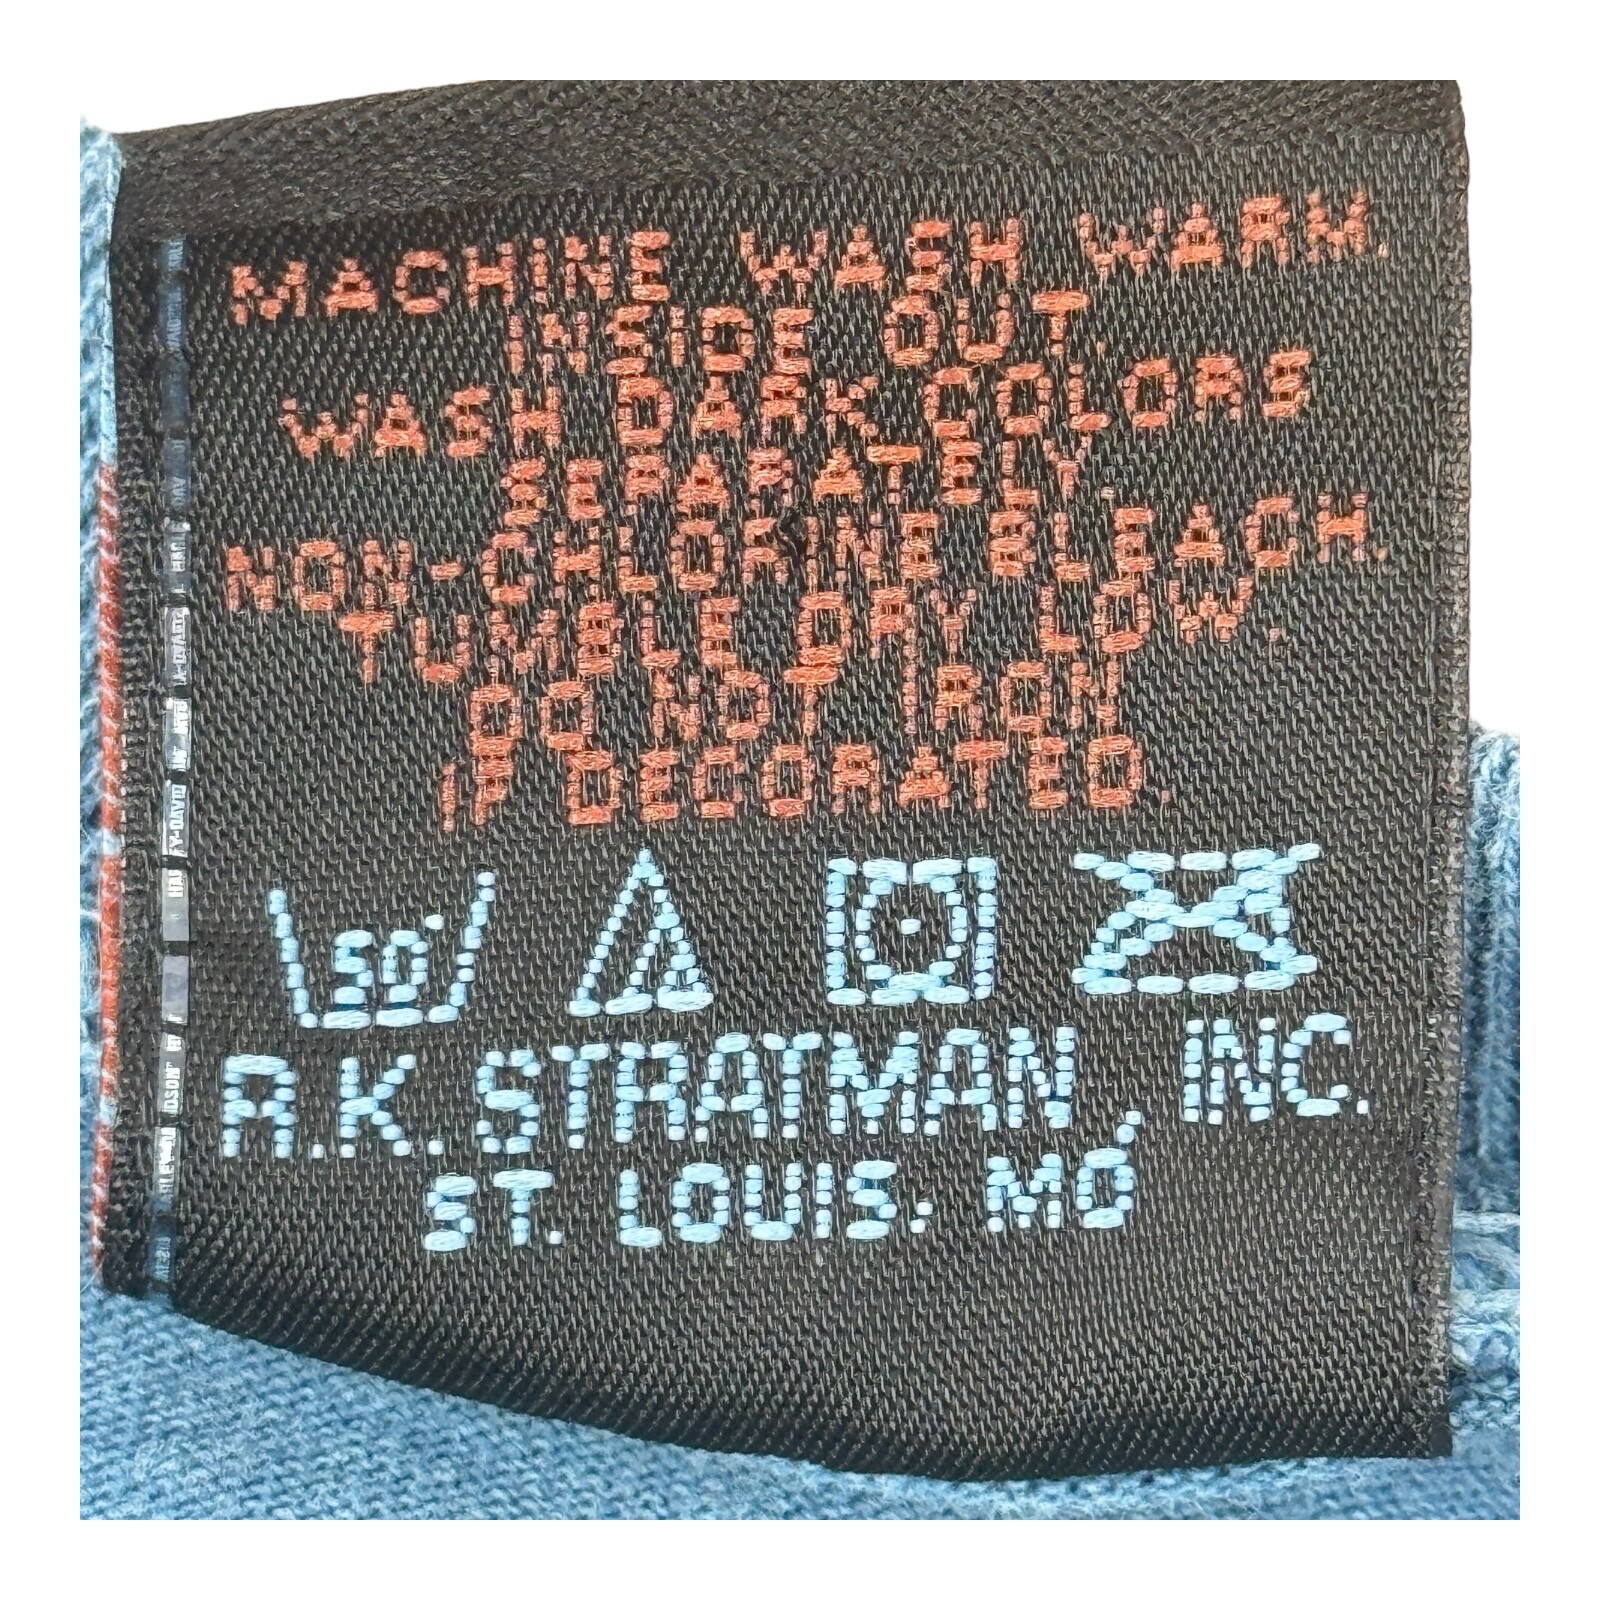 MACHINE WASH WARM.
INSIDE OUT.
WASH DARK COLORS
SEPARATELY.
NON-CHLORINE BLEACH.
TUMBLE DRY LOW.
DO NOT IRON
IF DECORATED.
50°
A.K. STRATMAN, INC.
ST. LOUIS, MO